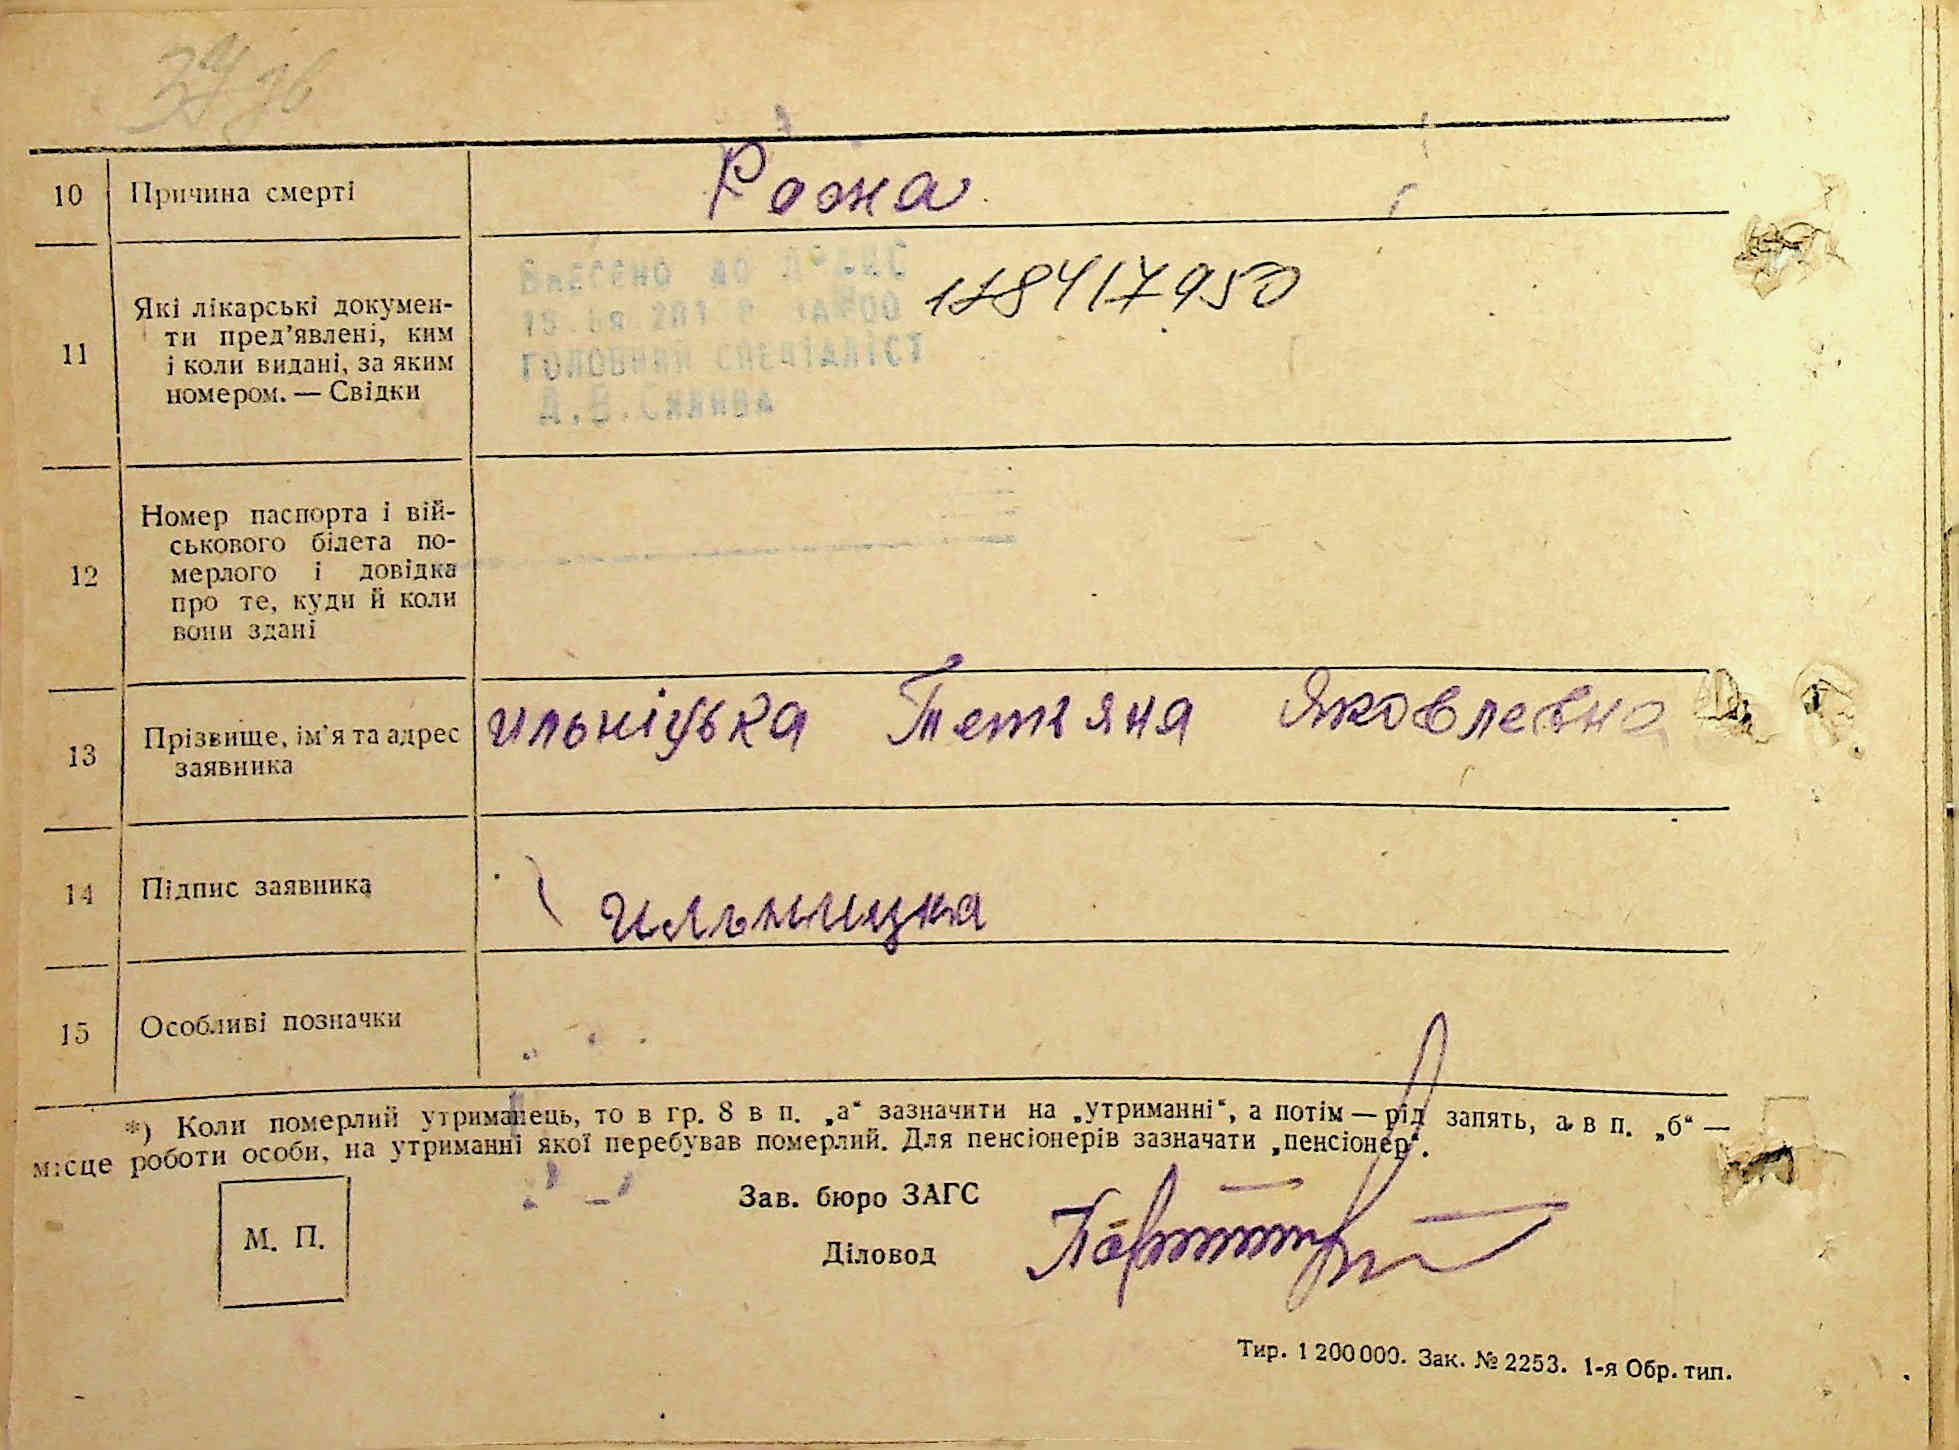 10 Причина смерті Рожа
Внесено до ДРАЦС
11 Які лікарські докумен-
ти пред'явлені, ким
і коли видані, за яким
номером. — Свідки
ГОЛОВНИЙ СПЕЦІАЛІСТ
12 Номер паспорта і вій-
ськового білета по-
мерлого і довідка
про те, куди й коли
вони здані
13 Прізвище, ім'я та адрес
заявника
ильніцька Тетяна Яковлевна
14 Підпис заявника
ильницка
15 Особливі позначки
*) Коли померлий утриманець, то в гр. 8 в п. „а“ зазначити на „утриманні“, а потім — рід занять, а в п. „б“ —
місце роботи особи, на утриманні якої перебував померлий. Для пенсіонерів зазначати „пенсіонер“.
М. П.
Зав. бюро ЗАГС
Діловод
Тир. 1 200 000. Зак. № 2253. 1-я Обр. тип.